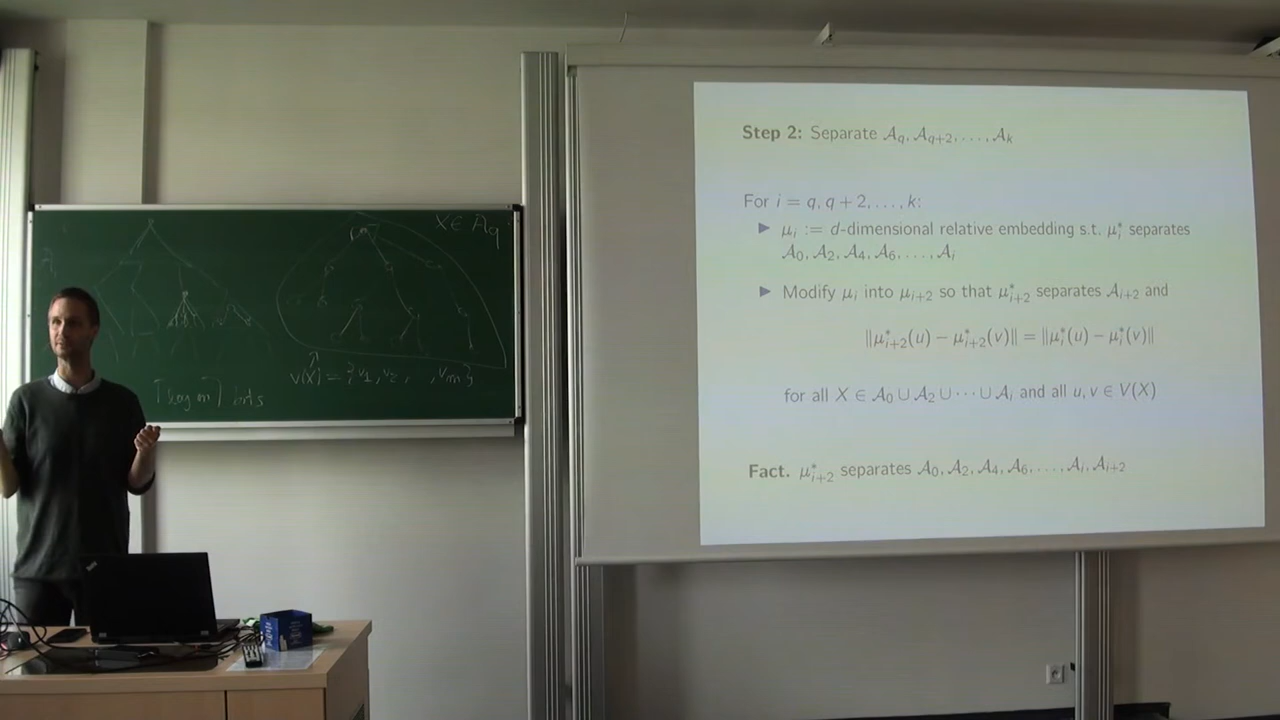 X ∈ A_q
V(X) = {v_1, v_2, , v_m}
⌈log m⌉ bits
Step 2: Separate A_q, A_{q+2}, . . . , A_k
For i = q, q + 2, . . . , k:
▶ μ_i := d-dimensional relative embedding s.t. μ_i^* separates
A_0, A_2, A_4, A_6, . . . , A_i
▶ Modify μ_i into μ_{i+2} so that μ_{i+2}^* separates A_{i+2} and
‖μ_{i+2}^*(u) − μ_{i+2}^*(v)‖ = ‖μ_i^*(u) − μ_i^*(v)‖
for all X ∈ A_0 ∪ A_2 ∪ · · · ∪ A_i and all u, v ∈ V(X)
Fact. μ_{i+2}^* separates A_0, A_2, A_4, A_6, . . . , A_i, A_{i+2}